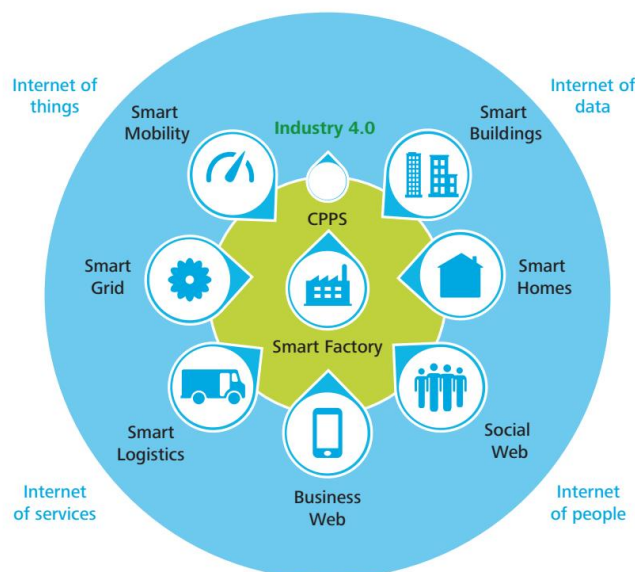 Internet of
things
Internet of
data
Smart
Mobility
Industry 4.0
Smart
Buildings
CPPS
Smart
Grid
Smart
Homes
Smart Factory
Smart
Logistics
Social
Web
Business
Web
Internet
of services
Internet
of people